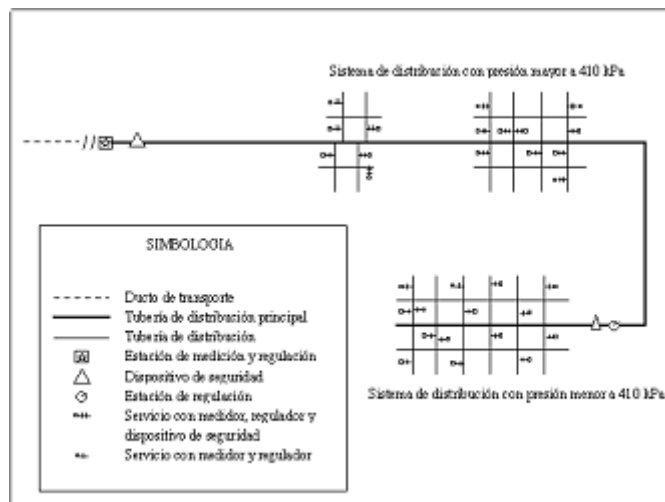 Sistema de distribución con presión mayor a 410 kPa
SIMBOLOGIA
Ducto de transporte
Tubería de distribución principal
Tubería de distribución
Estación de medición y regulación
Dispositivo de seguridad
Estación de regulación
Servicio con medidor, regulador y
dispositivo de seguridad
Servicio con medidor y regulador
Sistema de distribución con presión menor a 410 kPa